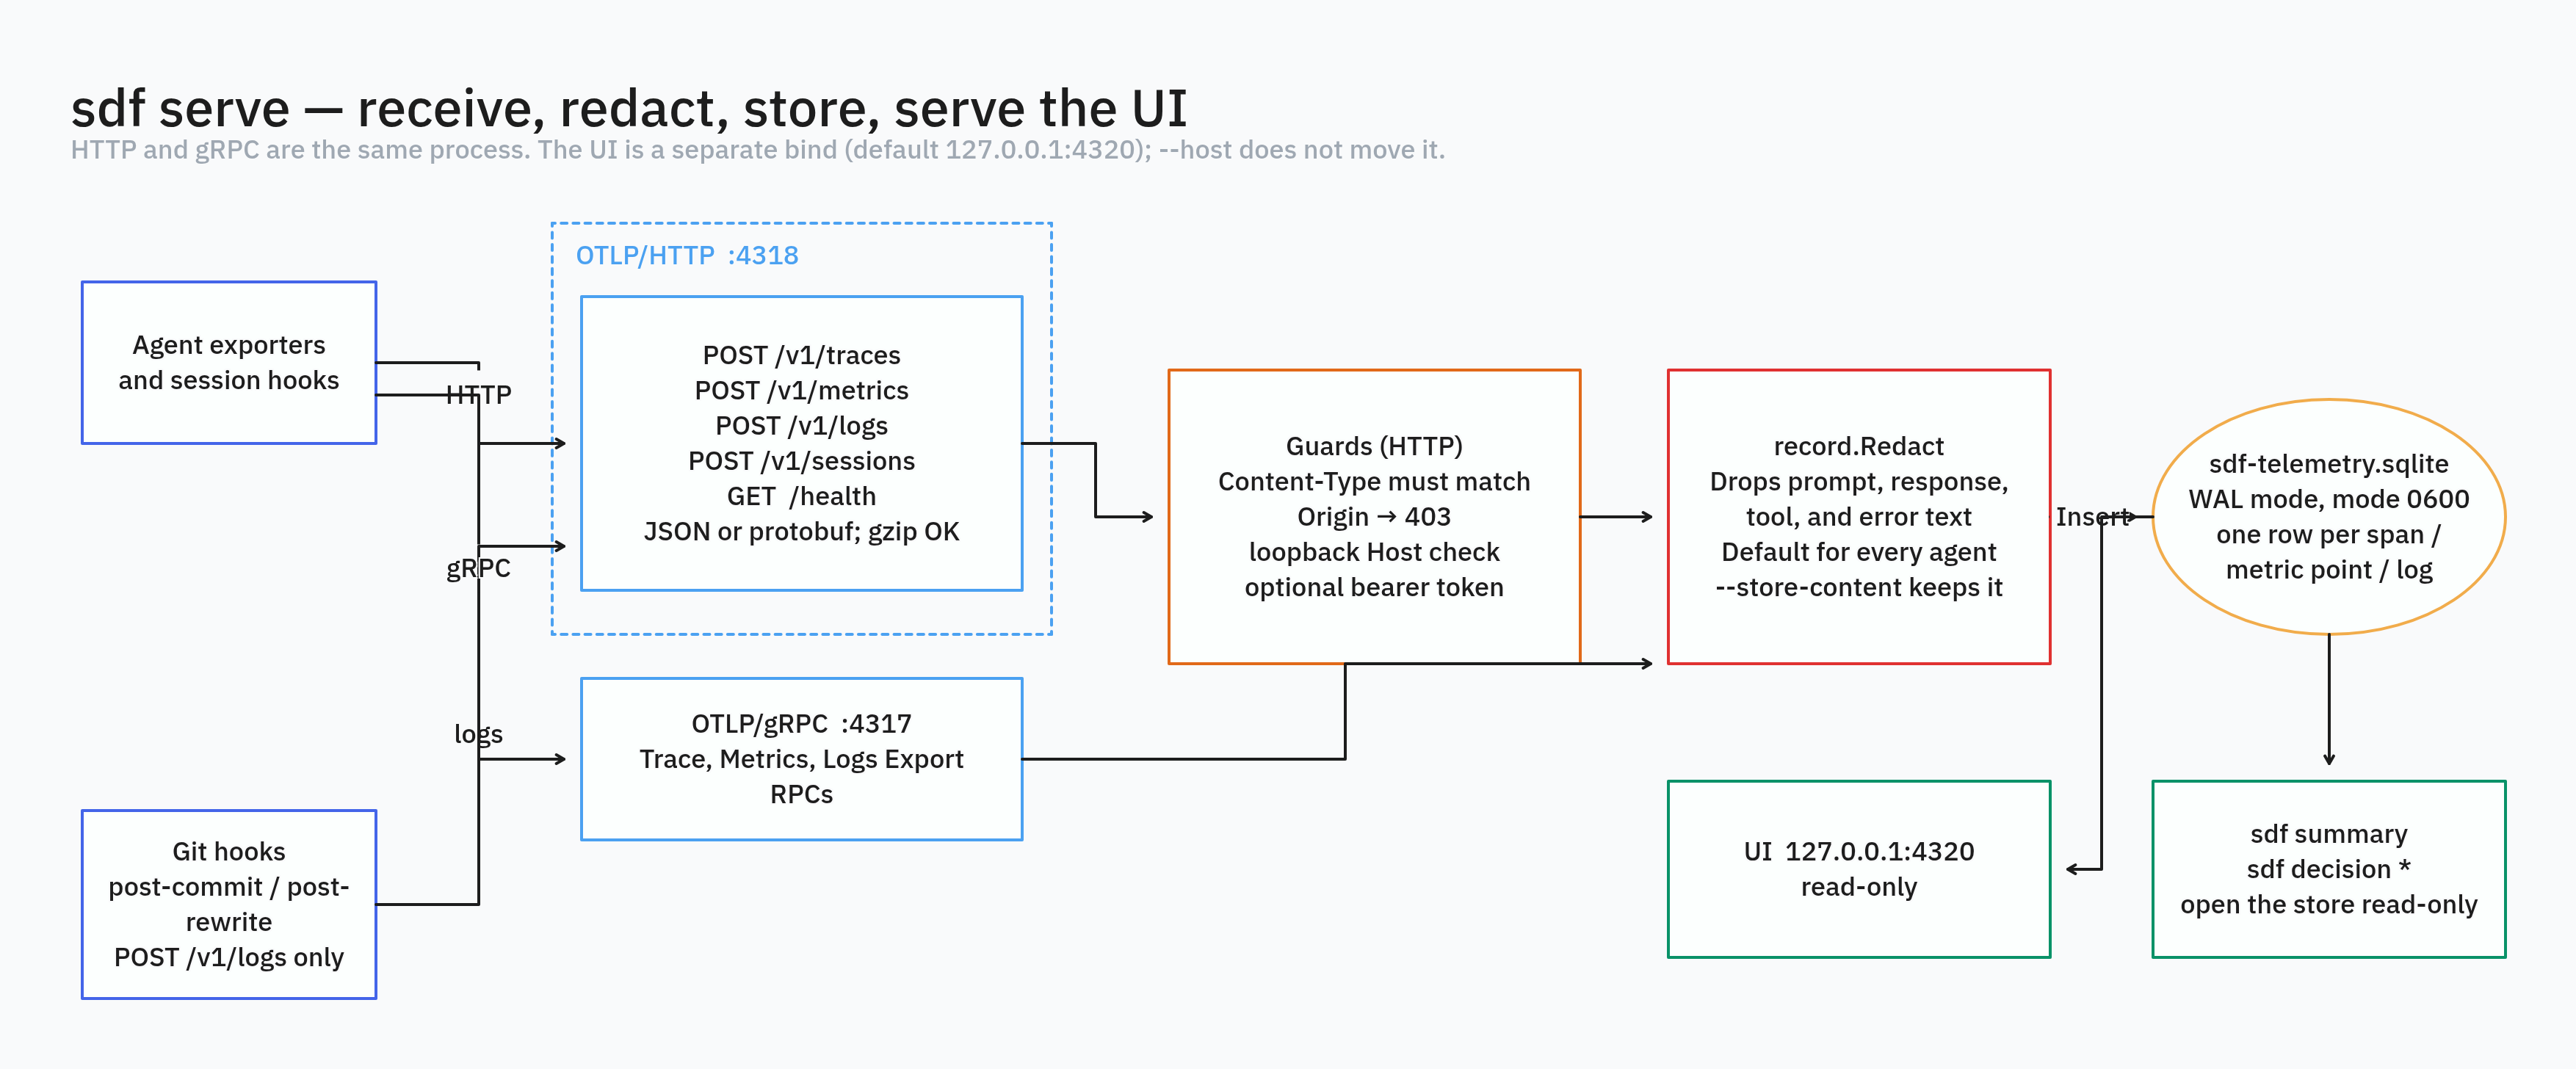 sdf serve — receive, redact, store, serve the UI
HTTP and gRPC are the same process. The UI is a separate bind (default 127.0.0.1:4320); --host does not move it.
Agent exporters
and session hooks
HTTP
gRPC
logs
Git hooks
post-commit / post-
rewrite
POST /v1/logs only
OTLP/HTTP :4318
POST /v1/traces
POST /v1/metrics
POST /v1/logs
POST /v1/sessions
GET /health
JSON or protobuf; gzip OK
OTLP/gRPC :4317
Trace, Metrics, Logs Export
RPCs
Guards (HTTP)
Content-Type must match
Origin → 403
loopback Host check
optional bearer token
record.Redact
Drops prompt, response,
tool, and error text
Default for every agent
--store-content keeps it
Insert
sdf-telemetry.sqlite
WAL mode, mode 0600
one row per span /
metric point / log
UI 127.0.0.1:4320
read-only
sdf summary
sdf decision *
open the store read-only